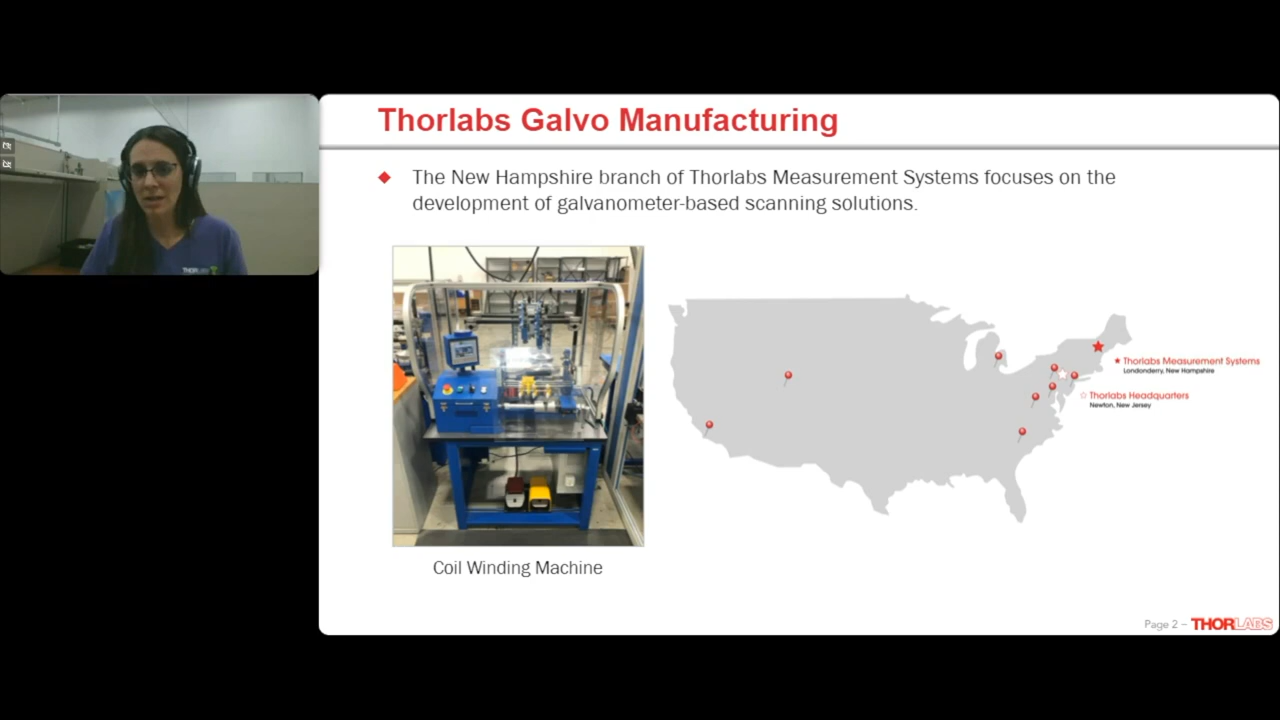 Thorlabs Galvo Manufacturing
The New Hampshire branch of Thorlabs Measurement Systems focuses on the
development of galvanometer-based scanning solutions.
THORLABS
Thorlabs Measurement Systems
Londonderry, New Hampshire
Thorlabs Headquarters
Newton, New Jersey
Coil Winding Machine
Page 2 – THORLABS